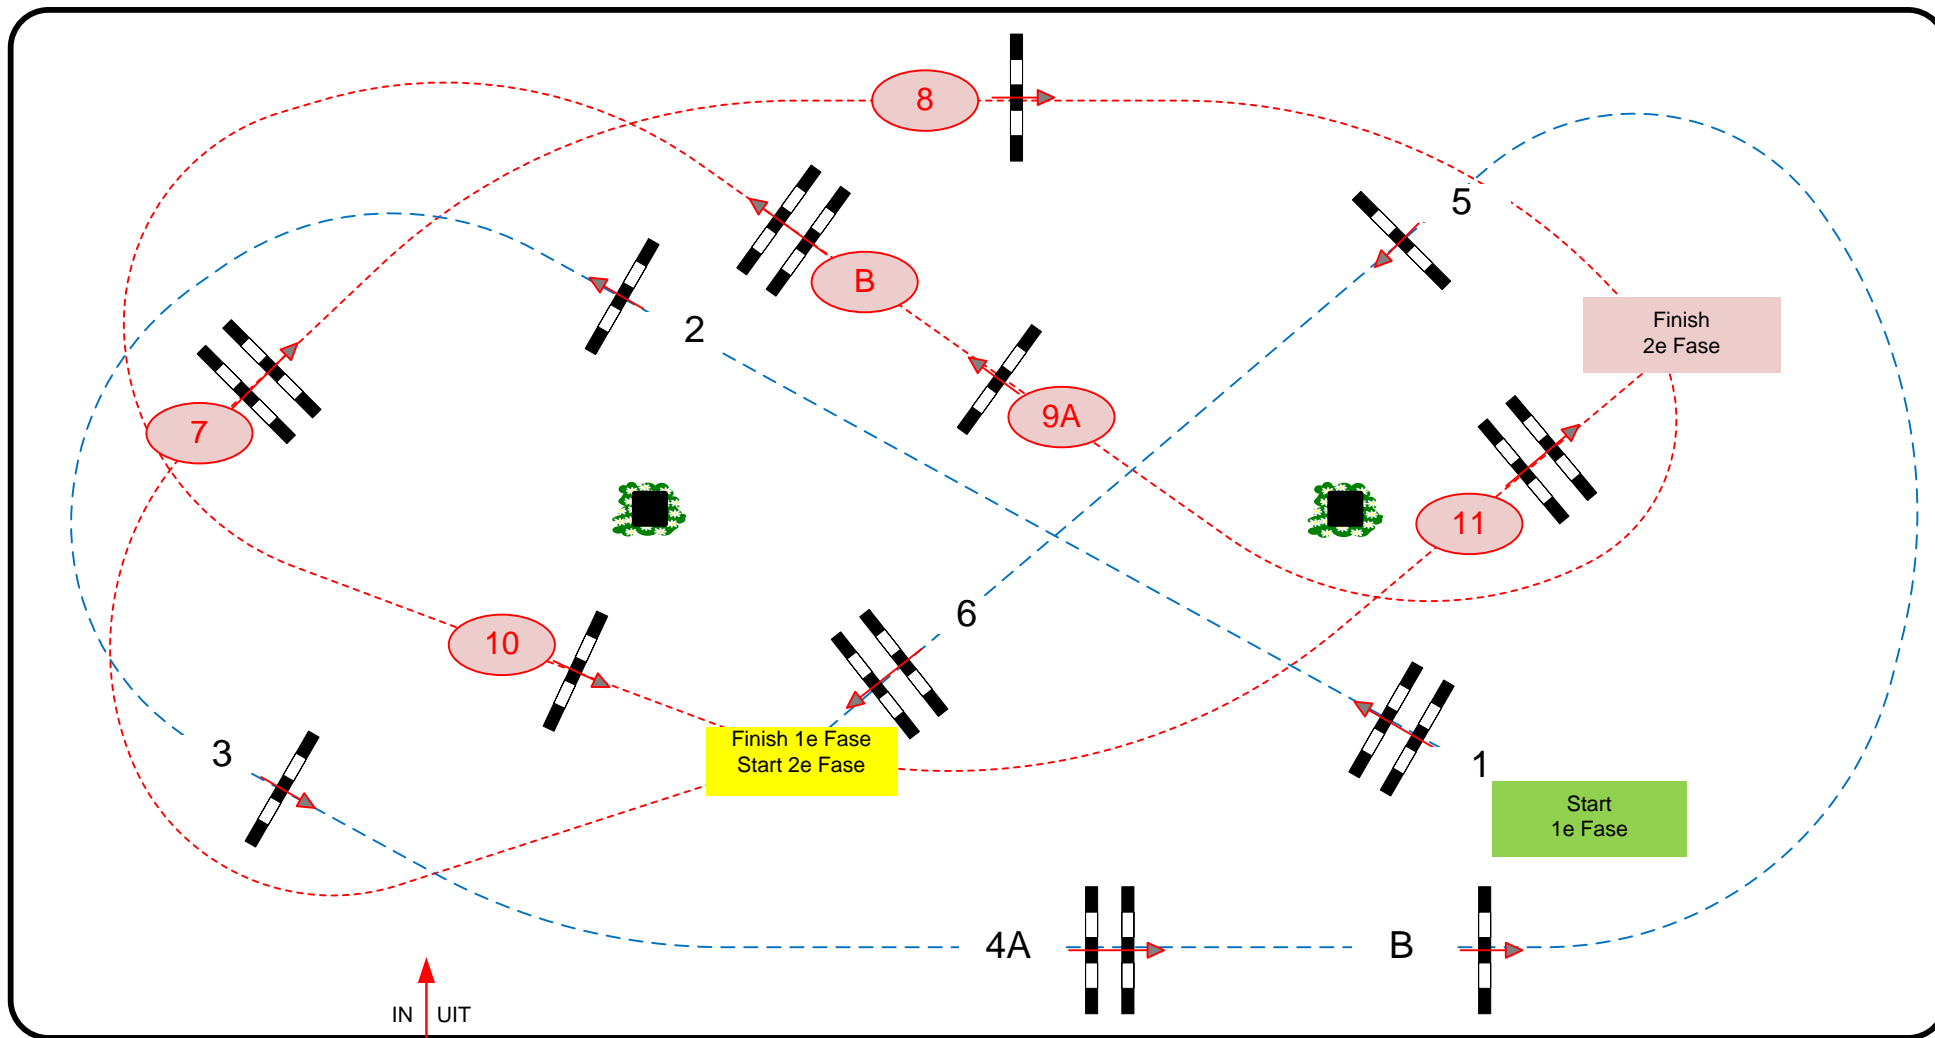 8
5
B
2
Finish
2e Fase
7
9A
11
6
10
Finish 1e Fase
Start 2e Fase
3
1
Start
1e Fase
4A
B
IN UIT